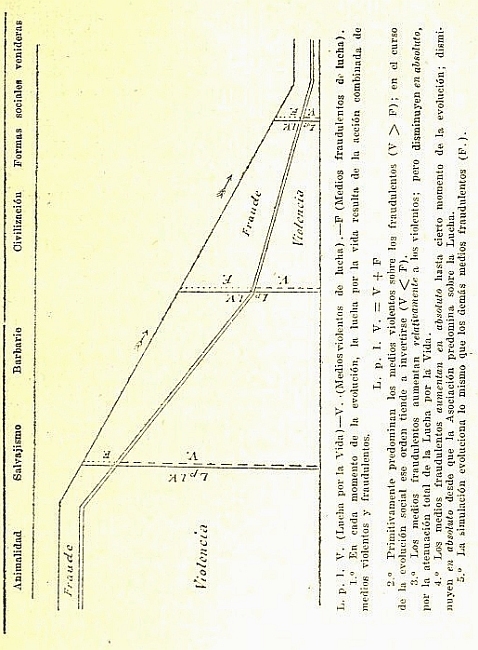 Animalidad Salvajismo Barbarie Civilización Formas sociales venideras
Fraude
Violencia
F.
V.
L p l.V.
F.
V.
L p l.V.
Fraude
Violencia
F.
V.
L p l.V.
L. p. l. V. (Lucha por la Vida)—V. (Medios violentos de lucha).—F (Medios fraudulentos de lucha).
1.º En cada momento de la evolución, la lucha por la vida resulta de la acción combinada de
medios violentos y fraudulentos.
L. p. l. V. = V + F
2.º Primitivamente predominan los medios violentos sobre los fraudulentos (V > F); en el curso
de la evolución social ese orden tiende a invertirse (V < F).
3.º Los medios fraudulentos aumentan relativamente a los violentos; pero disminuyen en absoluto,
por la atenuación total de la Lucha por la Vida.
4.º Los medios fraudulentos aumentan en absoluto hasta cierto momento de la evolución; dismi-
nuyen en absoluto desde que la Asociación predomina sobre la Lucha.
5.º La simulación evoluciona lo mismo que los demás medios fraudulentos (F.).